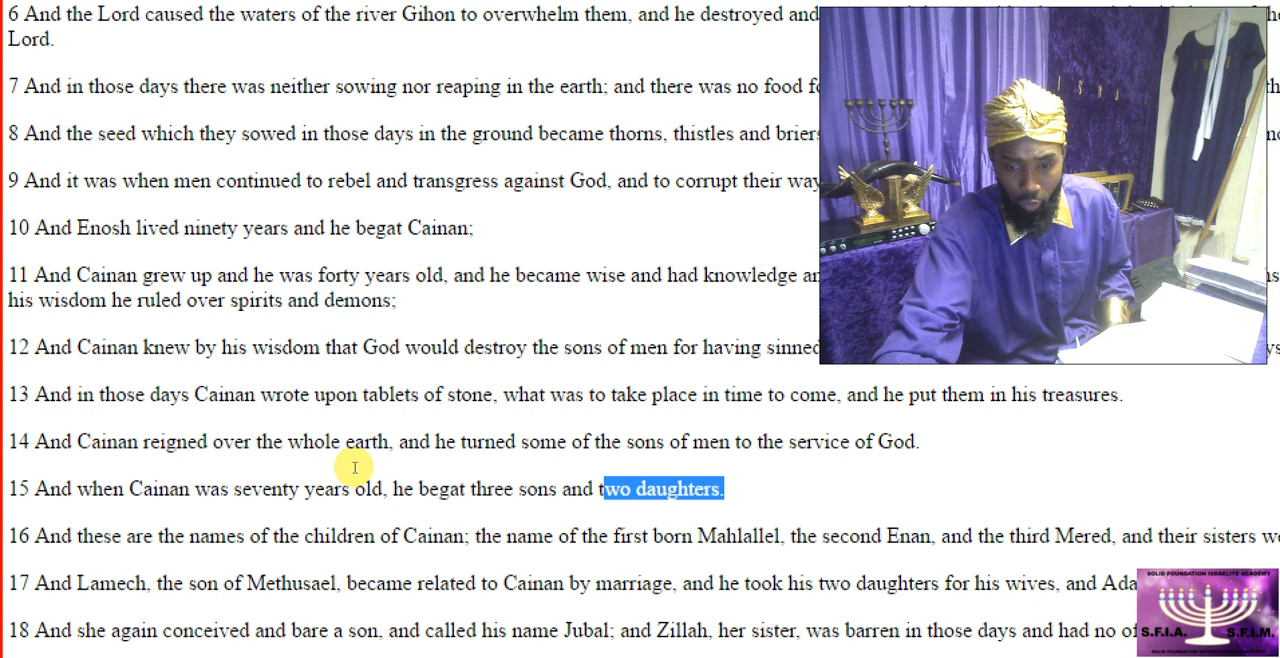 6 And the Lord caused the waters of the river Gihon to overwhelm them, and he destroyed and
Lord.
7 And in those days there was neither sowing nor reaping in the earth; and there was no food
8 And the seed which they sowed in those days in the ground became thorns, thistles and briers
9 And it was when men continued to rebel and transgress against God, and to corrupt their way
10 And Enosh lived ninety years and he begat Cainan;
11 And Cainan grew up and he was forty years old, and he became wise and had knowledge
his wisdom he ruled over spirits and demons;
12 And Cainan knew by his wisdom that God would destroy the sons of men for having sinned
13 And in those days Cainan wrote upon tablets of stone, what was to take place in time to come, and he put them in his treasures.
14 And Cainan reigned over the whole earth, and he turned some of the sons of men to the service of God.
15 And when Cainan was seventy years old, he begat three sons and two daughters.
16 And these are the names of the children of Cainan; the name of the first born Mahlallel, the second Enan, and the third Mered, and their sisters
17 And Lamech, the son of Methusael, became related to Cainan by marriage, and he took his two daughters for his wives, and Ada
18 And she again conceived and bare a son, and called his name Jubal; and Zillah, her sister, was barren in those days and had no
SOLID FOUNDATION ISRAELITE ACADEMY
S.F.I.A. S.F.I.M.